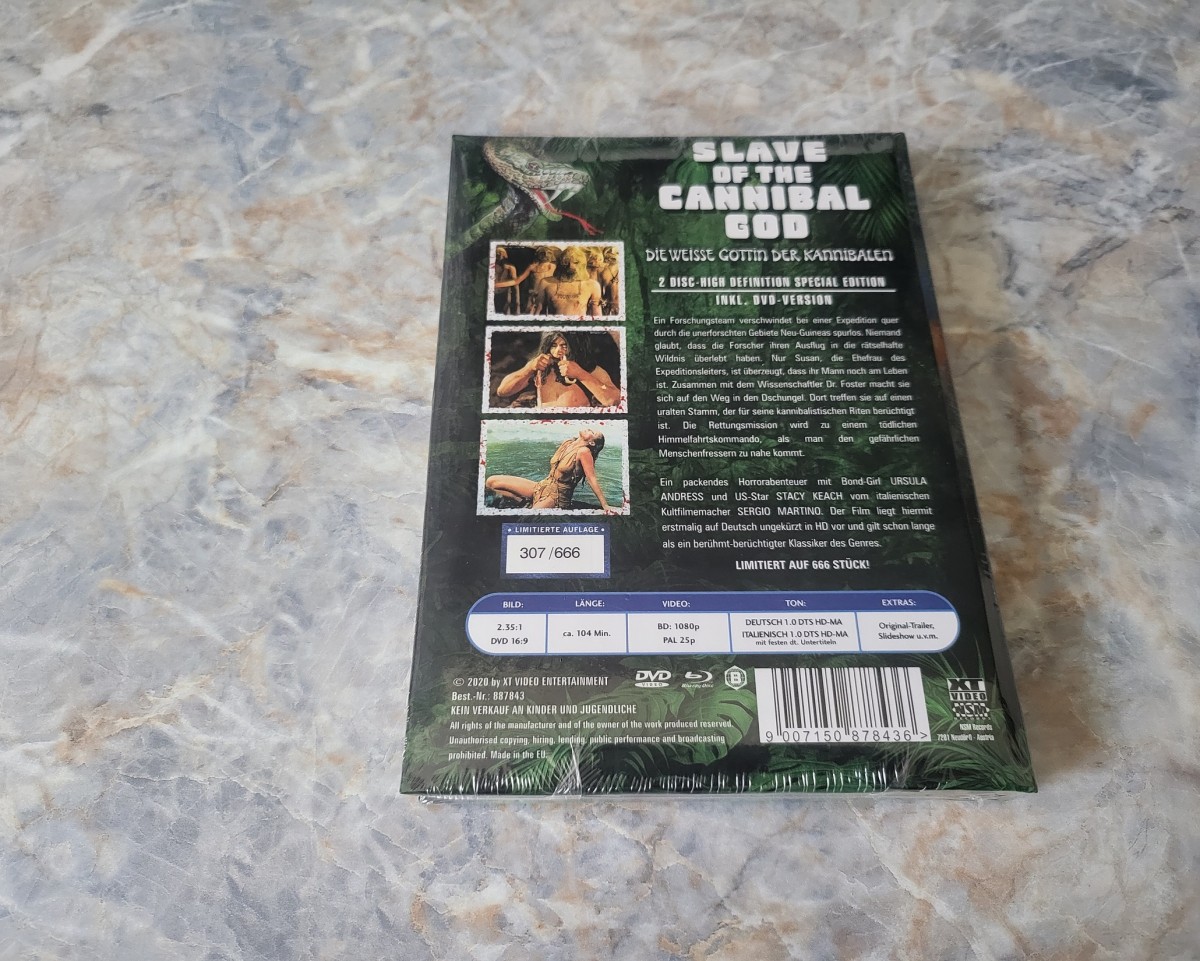 SLAVE
OF THE
CANNIBAL
GOD
DIE WEISSE GÖTTIN DER KANNIBALEN
2 DISC-HIGH DEFINITION SPECIAL EDITION
INKL. DVD-VERSION
Ein Forschungsteam verschwindet bei einer Expedition quer
durch die unerforschten Gebiete Neu-Guineas spurlos. Niemand
glaubt, dass die Forscher ihren Ausflug in die rätselhafte
Wildnis überlebt haben. Nur Susan, die Ehefrau des
Expeditionsleiters, ist überzeugt, dass ihr Mann noch am Leben
ist. Zusammen mit dem Wissenschaftler Dr. Foster macht sie
sich auf den Weg in den Dschungel. Dort treffen sie auf einen
uralten Stamm, der für seine kannibalistischen Riten berüchtigt
ist. Die Rettungsmission wird zu einem tödlichen
Himmelfahrtskommando, als man den gefährlichen
Menschenfressern zu nahe kommt.
Ein packendes Horrorabenteuer mit Bond-Girl URSULA
ANDRESS und US-Star STACY KEACH vom italienischen
Kultfilmemacher SERGIO MARTINO. Der Film liegt hiermit
erstmalig auf Deutsch ungekürzt in HD vor und gilt schon lange
als ein berühmt-berüchtigter Klassiker des Genres.
LIMITIERT AUF 666 STÜCK!
• LIMITIERTE AUFLAGE •
307/666
BILD: LÄNGE: VIDEO: TON: EXTRAS:
2.35:1
DVD 16:9
ca. 104 Min.
BD: 1080p
PAL 25p
DEUTSCH 1.0 DTS HD-MA
ITALIENISCH 1.0 DTS HD-MA
mit festen dt. Untertiteln
Original-Trailer,
Slideshow u.v.m.
© 2020 by XT VIDEO ENTERTAINMENT
Best.-Nr.: 887843
KEIN VERKAUF AN KINDER UND JUGENDLICHE
All rights of the manufacturer and of the owner of the work produced reserved.
Unauthorised copying, hiring, lending, public performance and broadcasting
prohibited. Made in the EU.
DVD
VIDEO
Blu-ray Disc
B
9 007150 878436 >
XT
VIDEO
NSM
NSM Records
7201 Neudörfl - Austria